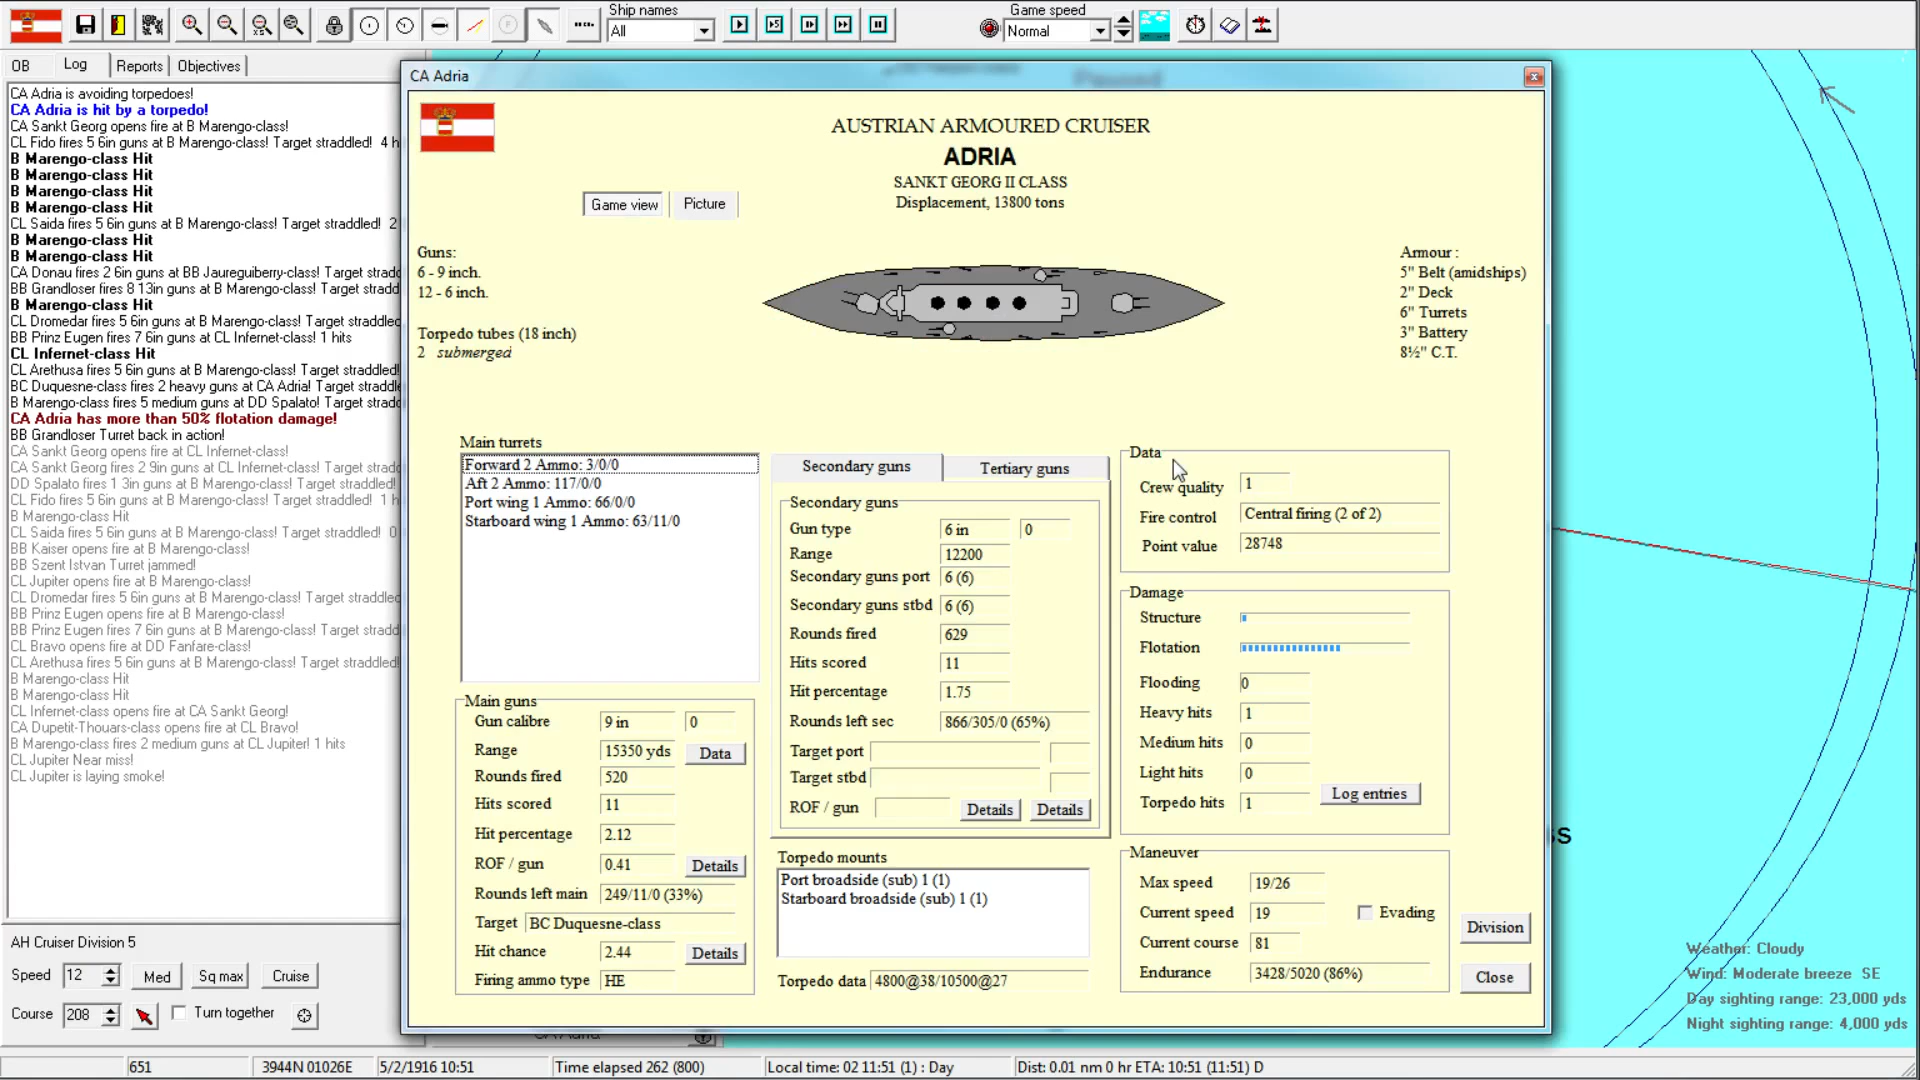 Ship names
All
Game speed
Normal
OB
Log
Reports
Objectives
CA Adria is avoiding torpedoes!
CA Adria is hit by a torpedo!
CA Sankt Georg opens fire at B Marengo-class!
CL Fido fires 5 6in guns at B Marengo-class! Target straddled! 4 h
B Marengo-class Hit
B Marengo-class Hit
B Marengo-class Hit
B Marengo-class Hit
CL Saida fires 5 6in guns at B Marengo-class! Target straddled! 2
B Marengo-class Hit
B Marengo-class Hit
CA Donau fires 2 6in guns at BB Jaureguiberry-class! Target stradd
BB Grandloser fires 8 13in guns at B Marengo-class! Target stradd
B Marengo-class Hit
CL Dromedar fires 5 6in guns at B Marengo-class! Target straddlec
BB Prinz Eugen fires 7 6in guns at CL Infernet-class! 1 hits
CL Infernet-class Hit
CL Arethusa fires 5 6in guns at B Marengo-class! Target straddled!
BC Duquesne-class fires 2 heavy guns at CA Adria! Target straddle
B Marengo-class fires 5 medium guns at DD Spalato! Target stradc
CA Adria has more than 50% flotation damage!
BB Grandloser Turret back in action!
CA Sankt Georg opens fire at CL Infernet-class!
CA Sankt Georg fires 2 9in guns at CL Infernet-class! Target stradd
DD Spalato fires 1 3in guns at B Marengo-class! Target straddled!
CL Fido fires 5 6in guns at B Marengo-class! Target straddled! 1 h
B Marengo-class Hit
CL Saida fires 5 6in guns at B Marengo-class! Target straddled! 0
BB Kaiser opens fire at B Marengo-class!
BB Szent Istvan Turret jammed!
CL Jupiter opens fire at B Marengo-class!
CL Dromedar fires 5 6in guns at B Marengo-class! Target straddlec
BB Prinz Eugen opens fire at B Marengo-class!
BB Prinz Eugen fires 7 6in guns at B Marengo-class! Target stradd
CL Bravo opens fire at DD Fanfare-class!
CL Arethusa fires 5 6in guns at B Marengo-class! Target straddled!
B Marengo-class Hit
B Marengo-class Hit
CL Infernet-class opens fire at CA Sankt Georg!
CA Dupetit-Thouars-class opens fire at CL Bravo!
B Marengo-class fires 2 medium guns at CL Jupiter! 1 hits
CL Jupiter Near miss!
CL Jupiter is laying smoke!
AH Cruiser Division 5
Speed 12 Med Sq max Cruise
Course 208 Turn together
CA Adria
AUSTRIAN ARMOURED CRUISER
ADRIA
SANKT GEORG II CLASS
Displacement, 13800 tons
Game view
Picture
Guns:
6 - 9 inch.
12 - 6 inch.
Torpedo tubes (18 inch)
2 submerged
Armour :
5" Belt (amidships)
2" Deck
6" Turrets
3" Battery
8½" C.T.
Main turrets
Forward 2 Ammo: 3/0/0
Aft 2 Ammo: 117/0/0
Port wing 1 Ammo: 66/0/0
Starboard wing 1 Ammo: 63/11/0
Main guns
Gun calibre 9 in 0
Range 15350 yds Data
Rounds fired 520
Hits scored 11
Hit percentage 2.12
ROF / gun 0.41 Details
Rounds left main 249/11/0 (33%)
Target BC Duquesne-class
Hit chance 2.44 Details
Firing ammo type HE
Secondary guns
Tertiary guns
Secondary guns
Gun type 6 in 0
Range 12200
Secondary guns port 6 (6)
Secondary guns stbd 6 (6)
Rounds fired 629
Hits scored 11
Hit percentage 1.75
Rounds left sec 866/305/0 (65%)
Target port
Target stbd
ROF / gun Details Details
Torpedo mounts
Port broadside (sub) 1 (1)
Starboard broadside (sub) 1 (1)
Torpedo data 4800@38/10500@27
Data
Crew quality 1
Fire control Central firing (2 of 2)
Point value 28748
Damage
Structure
Flotation
Flooding 0
Heavy hits 1
Medium hits 0
Light hits 0
Torpedo hits 1
Log entries
Maneuver
Max speed 19/26
Current speed 19 Evading
Current course 81
Endurance 3428/5020 (86%)
Division
Close
Weather: Cloudy
Wind: Moderate breeze SE
Day sighting range: 23,000 yds
Night sighting range: 4,000 yds
651
3944N 01026E
5/2/1916 10:51
Time elapsed 262 (800)
Local time: 02 11:51 (1) : Day
Dist: 0.01 nm 0 hr ETA: 10:51 (11:51) D